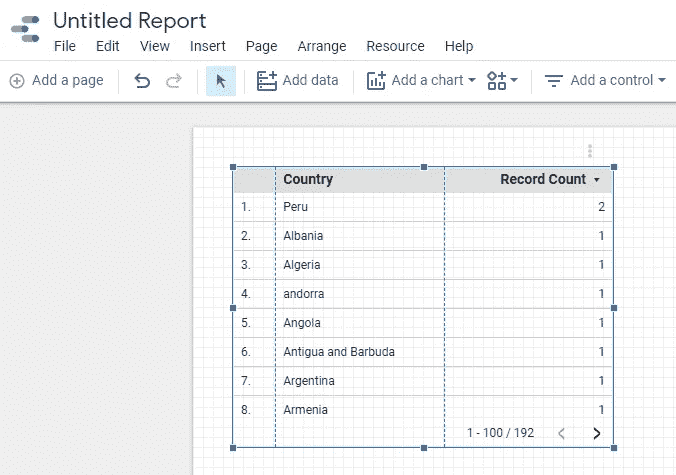 Untitled Report
File Edit View Insert Page Arrange Resource Help
Add a page Add data Add a chart Add a control
Country Record Count
1. Peru 2
2. Albania 1
3. Algeria 1
4. andorra 1
5. Angola 1
6. Antigua and Barbuda 1
7. Argentina 1
8. Armenia 1
1 - 100 / 192